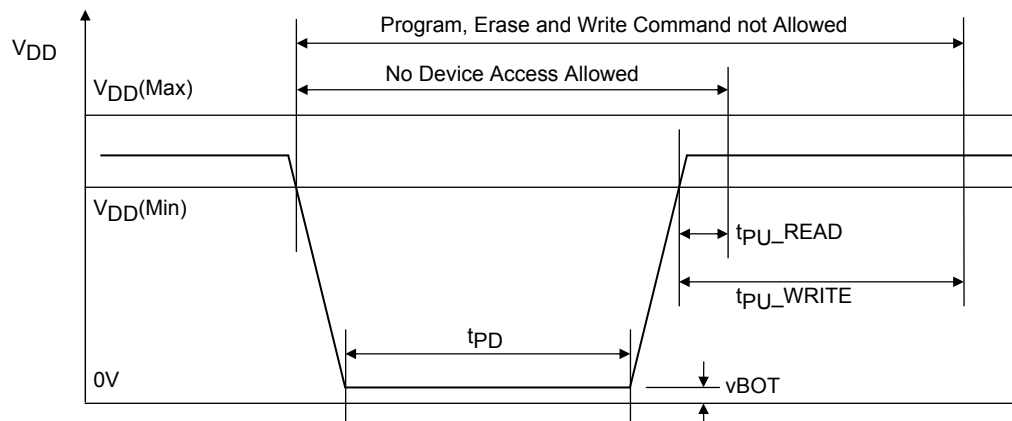 Program, Erase and Write Command not Allowed
VDD
No Device Access Allowed
VDD(Max)
VDD(Min)
tPU_READ
tPU_WRITE
tPD
0V
vBOT